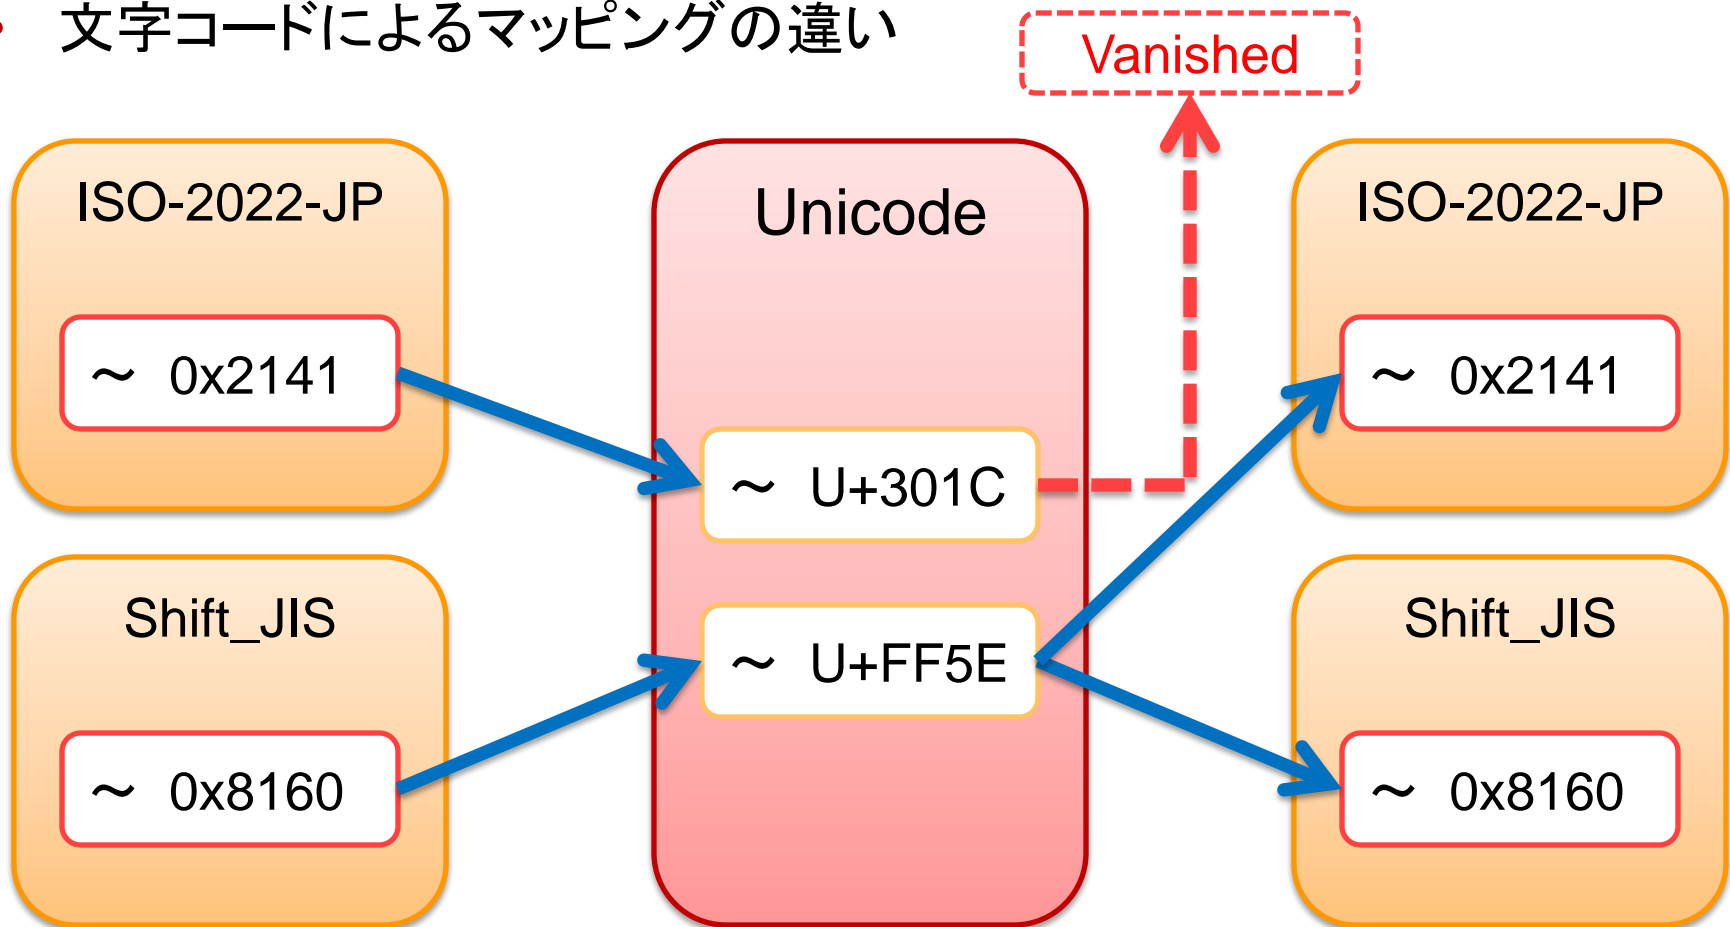 • 文字コードによるマッピングの違い
Vanished
ISO-2022-JP
～ 0x2141
Shift_JIS
～ 0x8160
Unicode
～ U+301C
～ U+FF5E
ISO-2022-JP
～ 0x2141
Shift_JIS
～ 0x8160